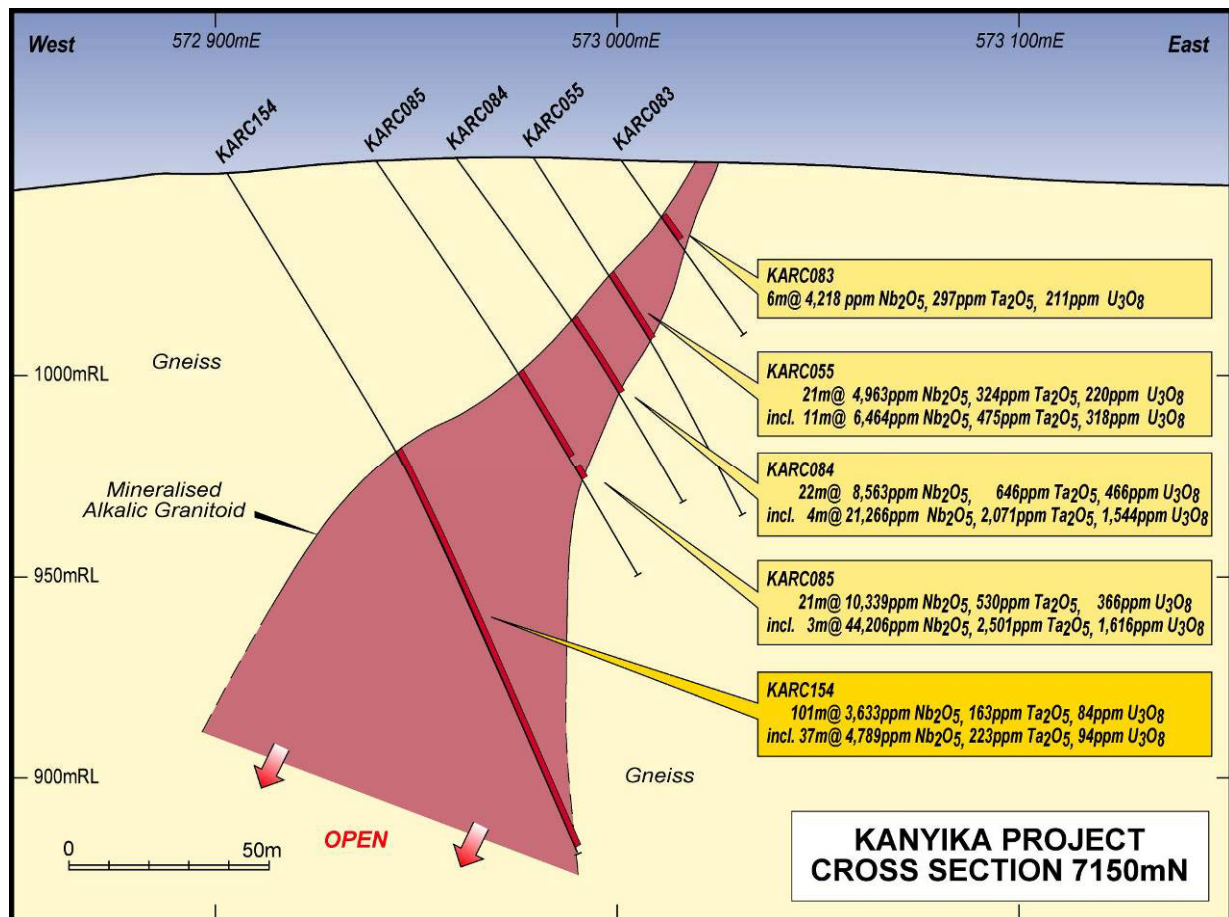 West
572 900mE
573 000mE
573 100mE
East
KARC154
KARC085
KARC084
KARC055
KARC083
KARC083
6m@ 4,218 ppm Nb2O5, 297ppm Ta2O5, 211ppm U3O8
KARC055
21m@ 4,963ppm Nb2O5, 324ppm Ta2O5, 220ppm U3O8
incl. 11m@ 6,464ppm Nb2O5, 475ppm Ta2O5, 318ppm U3O8
KARC084
22m@ 8,563ppm Nb2O5, 646ppm Ta2O5, 466ppm U3O8
incl. 4m@ 21,266ppm Nb2O5, 2,071ppm Ta2O5, 1,544ppm U3O8
KARC085
21m@ 10,339ppm Nb2O5, 530ppm Ta2O5, 366ppm U3O8
incl. 3m@ 44,206ppm Nb2O5, 2,501ppm Ta2O5, 1,616ppm U3O8
KARC154
101m@ 3,633ppm Nb2O5, 163ppm Ta2O5, 84ppm U3O8
incl. 37m@ 4,789ppm Nb2O5, 223ppm Ta2O5, 94ppm U3O8
1000mRL
Gneiss
Mineralised
Alkalic Granitoid
950mRL
900mRL
Gneiss
OPEN
0 50m
KANYIKA PROJECT
CROSS SECTION 7150mN